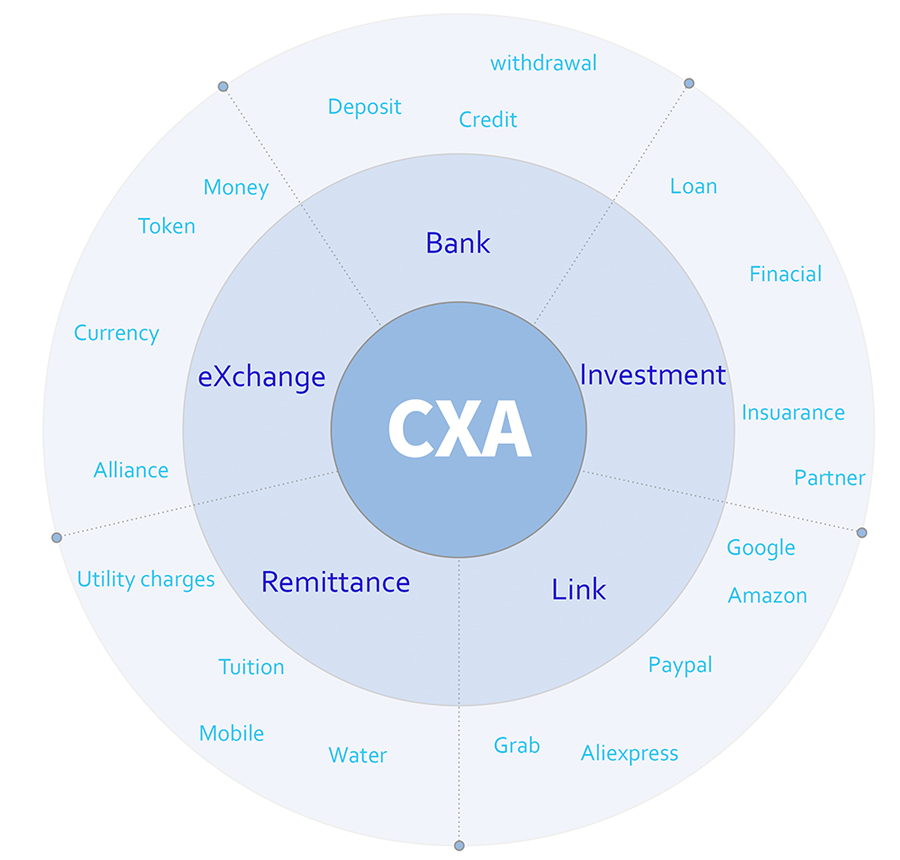 withdrawal
Deposit
Credit
Money
Token
Loan
Bank
Finacial
Currency
eXchange
Investment
CXA
Insuarance
Alliance
Partner
Google
Utility charges
Remittance
Link
Amazon
Tuition
Paypal
Mobile
Water
Grab
Aliexpress